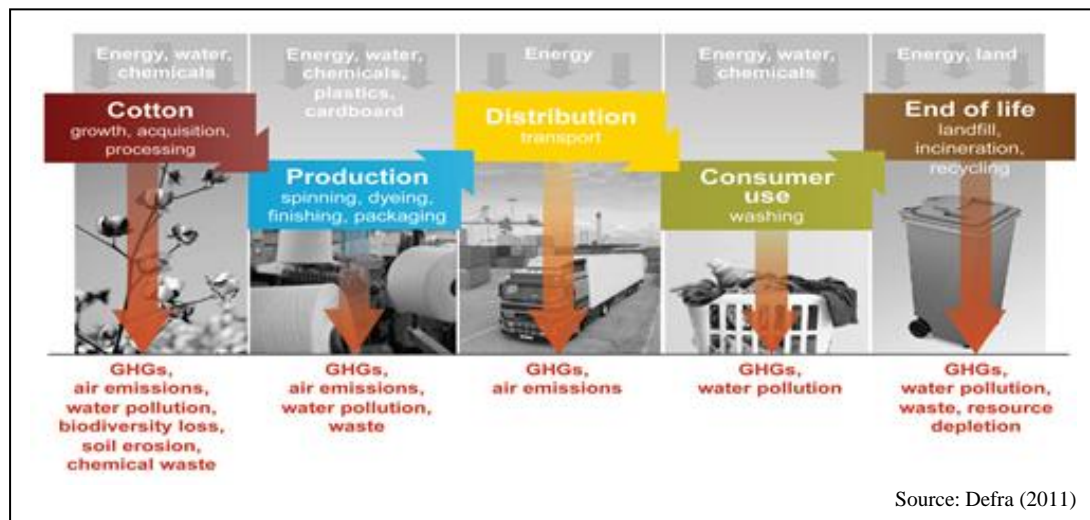 Energy, water,
chemicals
Cotton
growth, acquisition,
processing
GHGs,
air emissions,
water pollution,
biodiversity loss,
soil erosion,
chemical waste
Energy, water,
chemicals,
plastics,
cardboard
Production
spinning, dyeing,
finishing, packaging
GHGs,
air emissions,
water pollution,
waste
Energy
Distribution
transport
GHGs,
air emissions
Energy, water,
chemicals
Consumer
use
washing
GHGs,
water pollution
Energy, land
End of life
landfill,
incineration,
recycling
GHGs,
water pollution,
waste, resource
depletion
Source: Defra (2011)